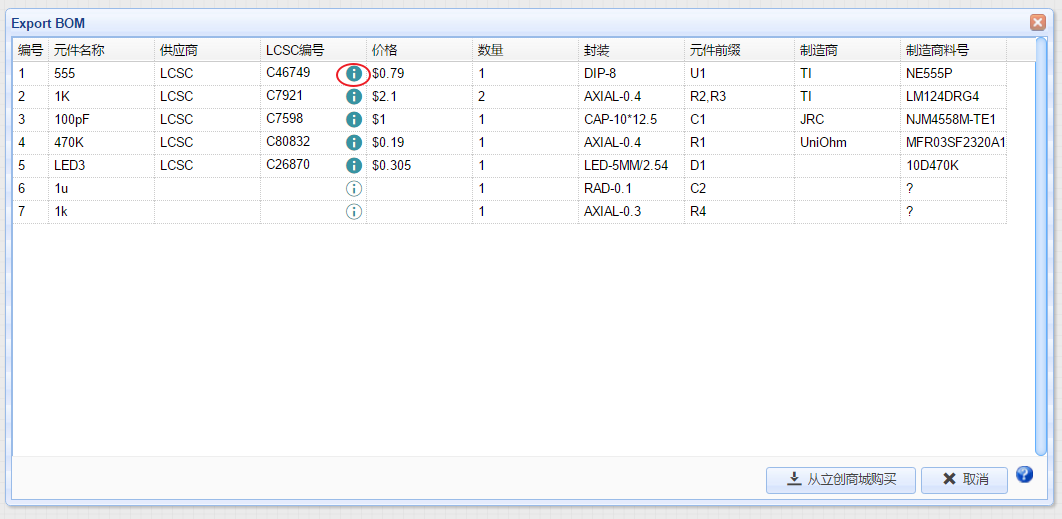 Export BOM
编号 元件名称 供应商 LCSC编号 价格 数量 封装 元件前缀 制造商 制造商料号
1 555 LCSC C46749 $0.79 1 DIP-8 U1 TI NE555P
2 1K LCSC C7921 $2.1 2 AXIAL-0.4 R2,R3 TI LM124DRG4
3 100pF LCSC C7598 $1 1 CAP-10*12.5 C1 JRC NJM4558M-TE1
4 470K LCSC C80832 $0.19 1 AXIAL-0.4 R1 UniOhm MFR03SF2320A1
5 LED3 LCSC C26870 $0.305 1 LED-5MM/2.54 D1 10D470K
6 1u 1 RAD-0.1 C2 ?
7 1k 1 AXIAL-0.3 R4 ?
从立创商城购买 取消